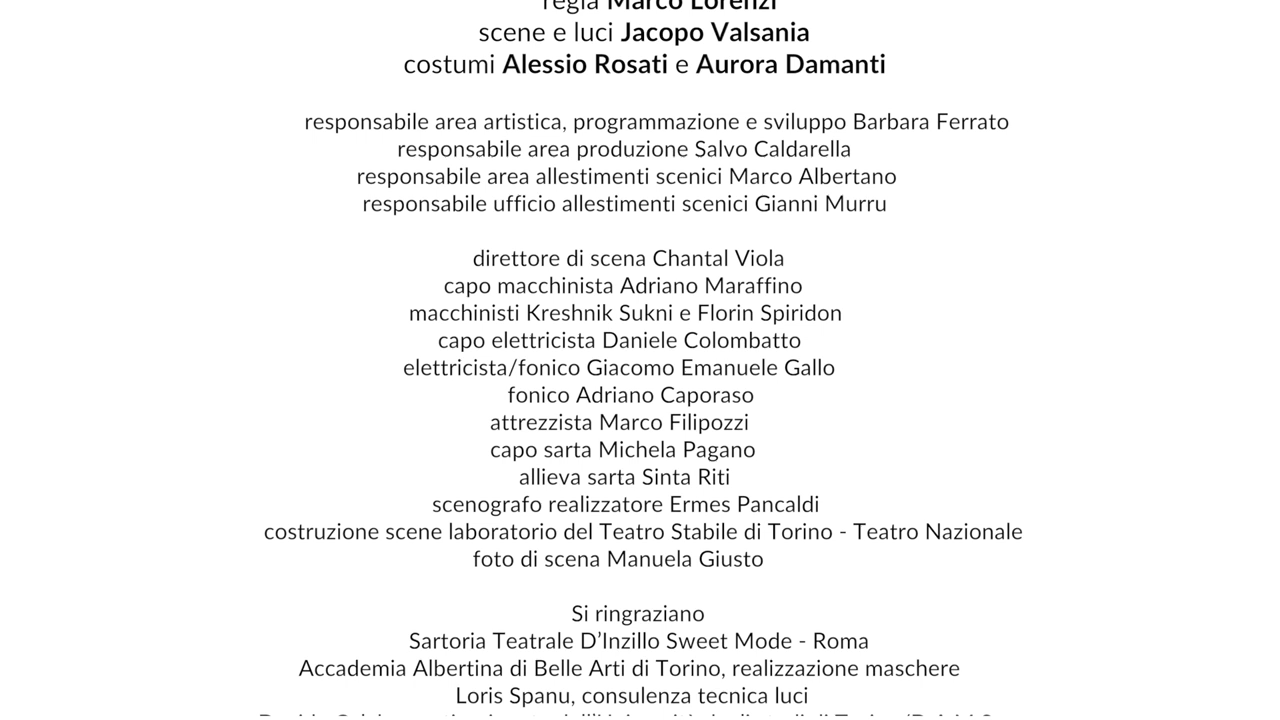 regia Marco Lorenzi
scene e luci Jacopo Valsania
costumi Alessio Rosati e Aurora Damanti
responsabile area artistica, programmazione e sviluppo Barbara Ferrato
responsabile area produzione Salvo Caldarella
responsabile area allestimenti scenici Marco Albertano
responsabile ufficio allestimenti scenici Gianni Murru
direttore di scena Chantal Viola
capo macchinista Adriano Maraffino
macchinisti Kreshnik Sukni e Florin Spiridon
capo elettricista Daniele Colombatto
elettricista/fonico Giacomo Emanuele Gallo
fonico Adriano Caporaso
attrezzista Marco Filipozzi
capo sarta Michela Pagano
allieva sarta Sinta Riti
scenografo realizzatore Ermes Pancaldi
costruzione scene laboratorio del Teatro Stabile di Torino - Teatro Nazionale
foto di scena Manuela Giusto
Si ringraziano
Sartoria Teatrale D’Inzillo Sweet Mode - Roma
Accademia Albertina di Belle Arti di Torino, realizzazione maschere
Loris Spanu, consulenza tecnica luci